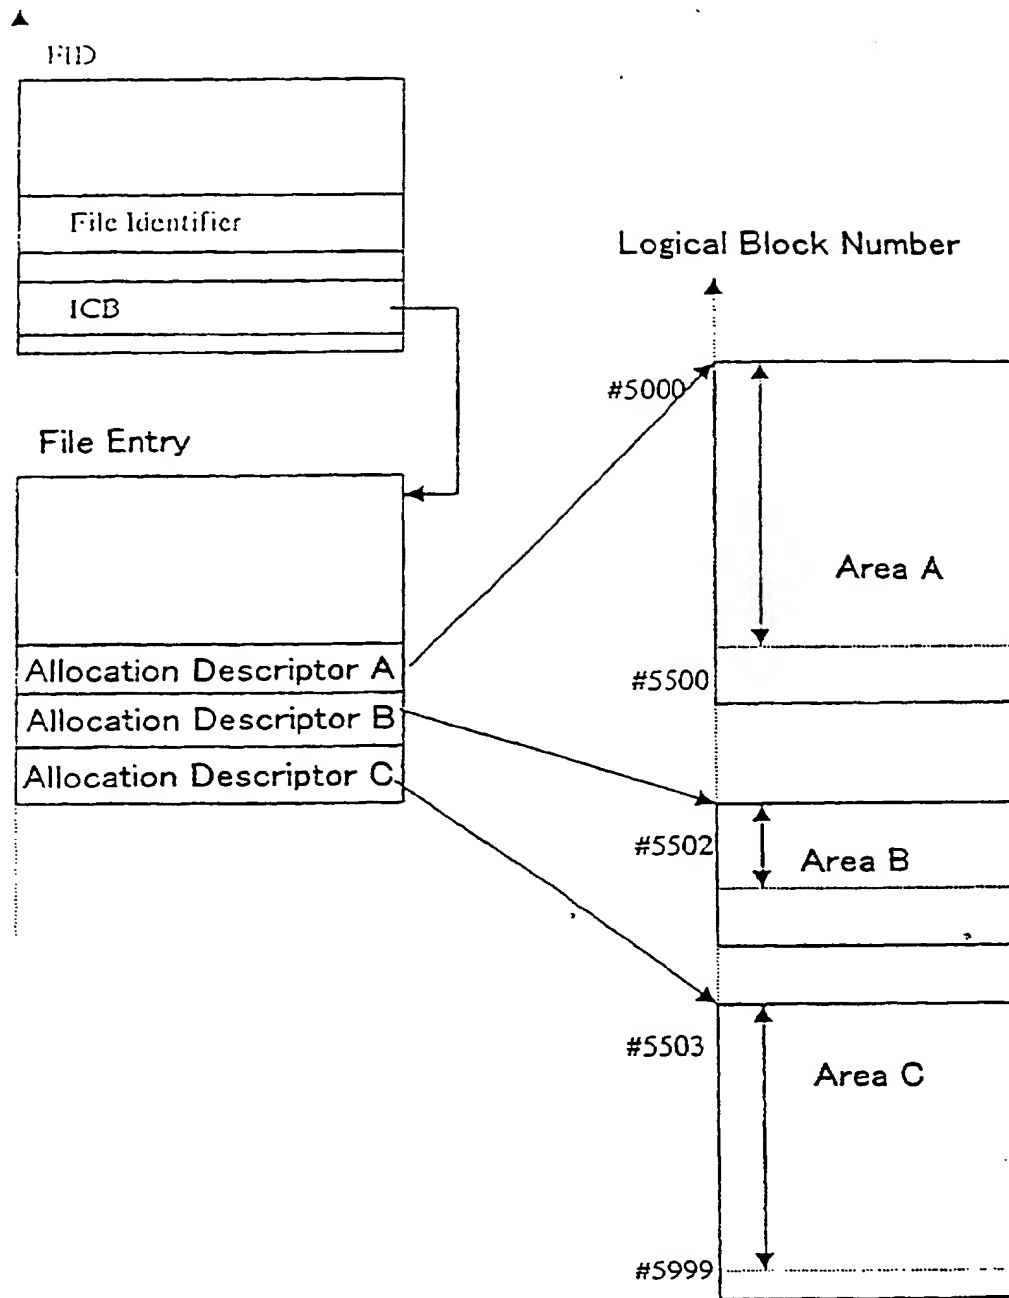 FID
File Identifier
ICB
File Entry
Allocation Descriptor A
Allocation Descriptor B
Allocation Descriptor C
Logical Block Number
#5000
Area A
#5500
#5502
Area B
#5503
Area C
#5999